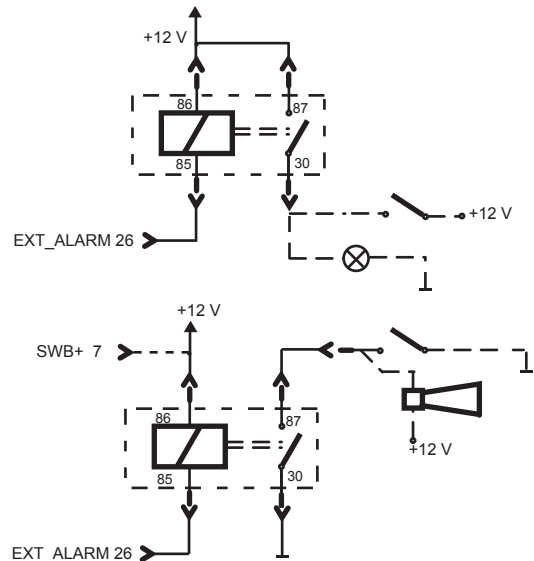 +12 V
86
87
85
30
+12 V
EXT_ALARM 26
+12 V
SWB+ 7
86
87
+12 V
85
30
EXT ALARM 26